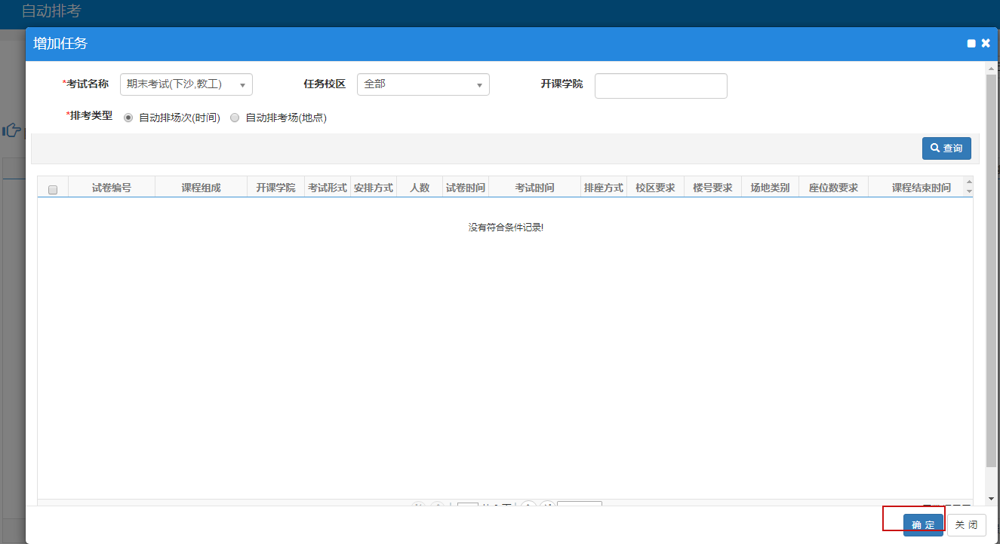 自动排考
增加任务
*考试名称 期末考试(下沙,教工) 任务校区 全部 开课学院
*排考类型 自动排场次(时间) 自动排考场(地点)
查询
试卷编号 课程组成 开课学院 考试形式 安排方式 人数 试卷时间 考试时间 排座方式 校区要求 楼号要求 场地类别 座位数要求 课程结束时间
没有符合条件记录!
确 定 关 闭